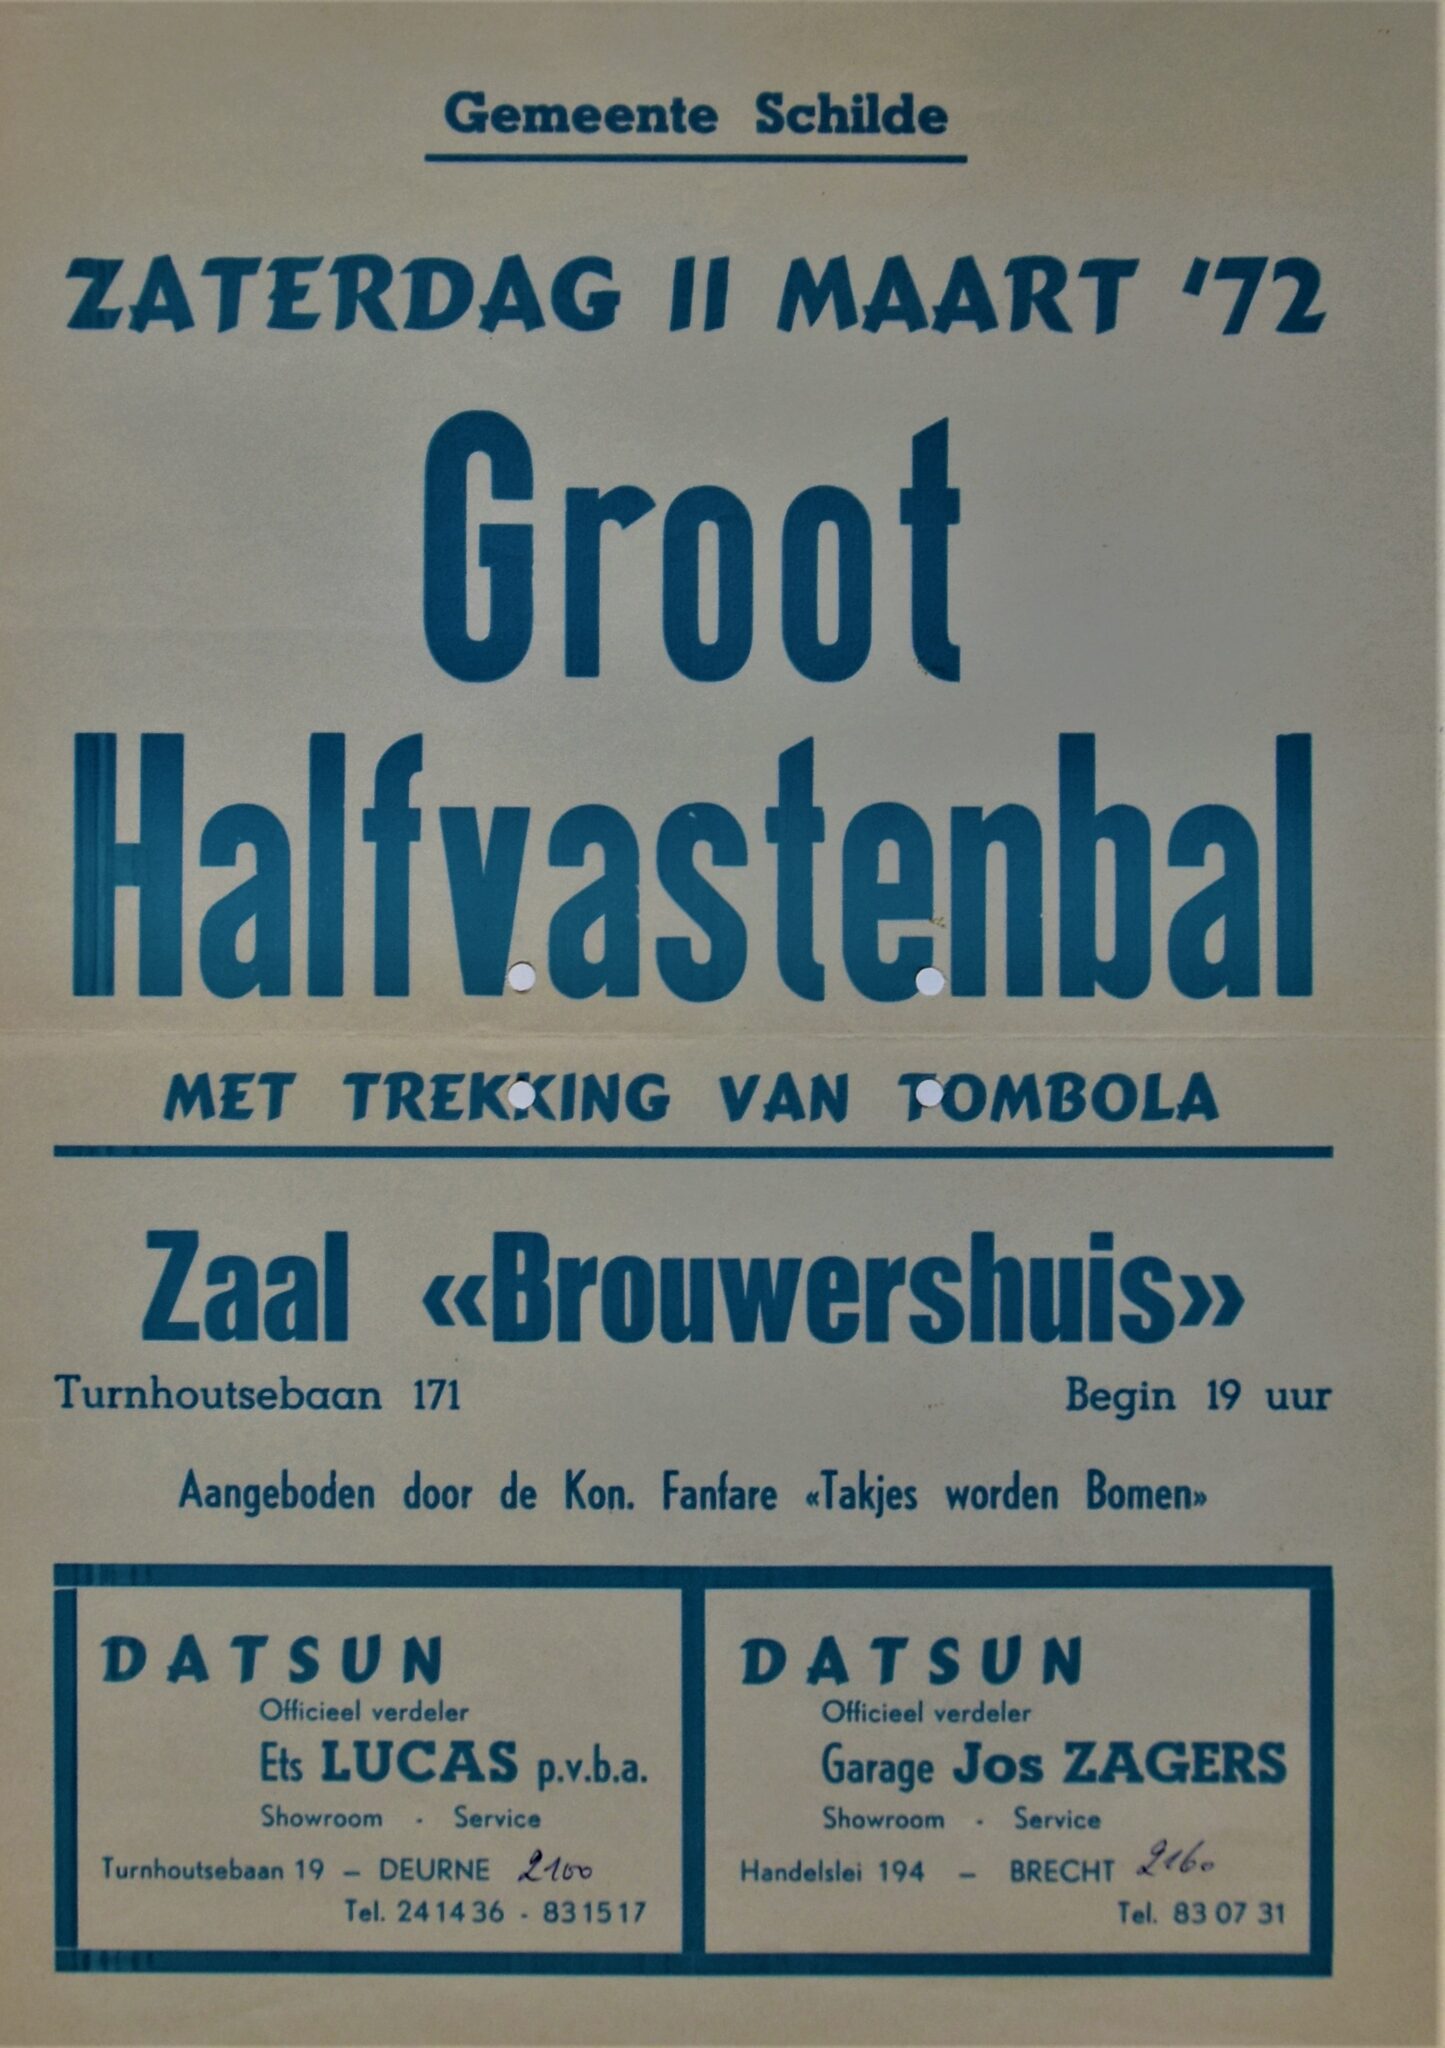 Gemeente Schilde
ZATERDAG 11 MAART '72
Groot
Halfvastenbal
MET TREKKING VAN TOMBOLA
Zaal «Brouwershuis»
Turnhoutsebaan 171 Begin 19 uur
Aangeboden door de Kon. Fanfare «Takjes worden Bomen»
DATSUN
Officieel verdeler
Ets LUCAS p.v.b.a.
Showroom - Service
Turnhoutsebaan 19 – DEURNE 2100
Tel. 24 14 36 - 83 15 17
DATSUN
Officieel verdeler
Garage Jos ZAGERS
Showroom - Service
Handelslei 194 – BRECHT 2160
Tel. 83 07 31